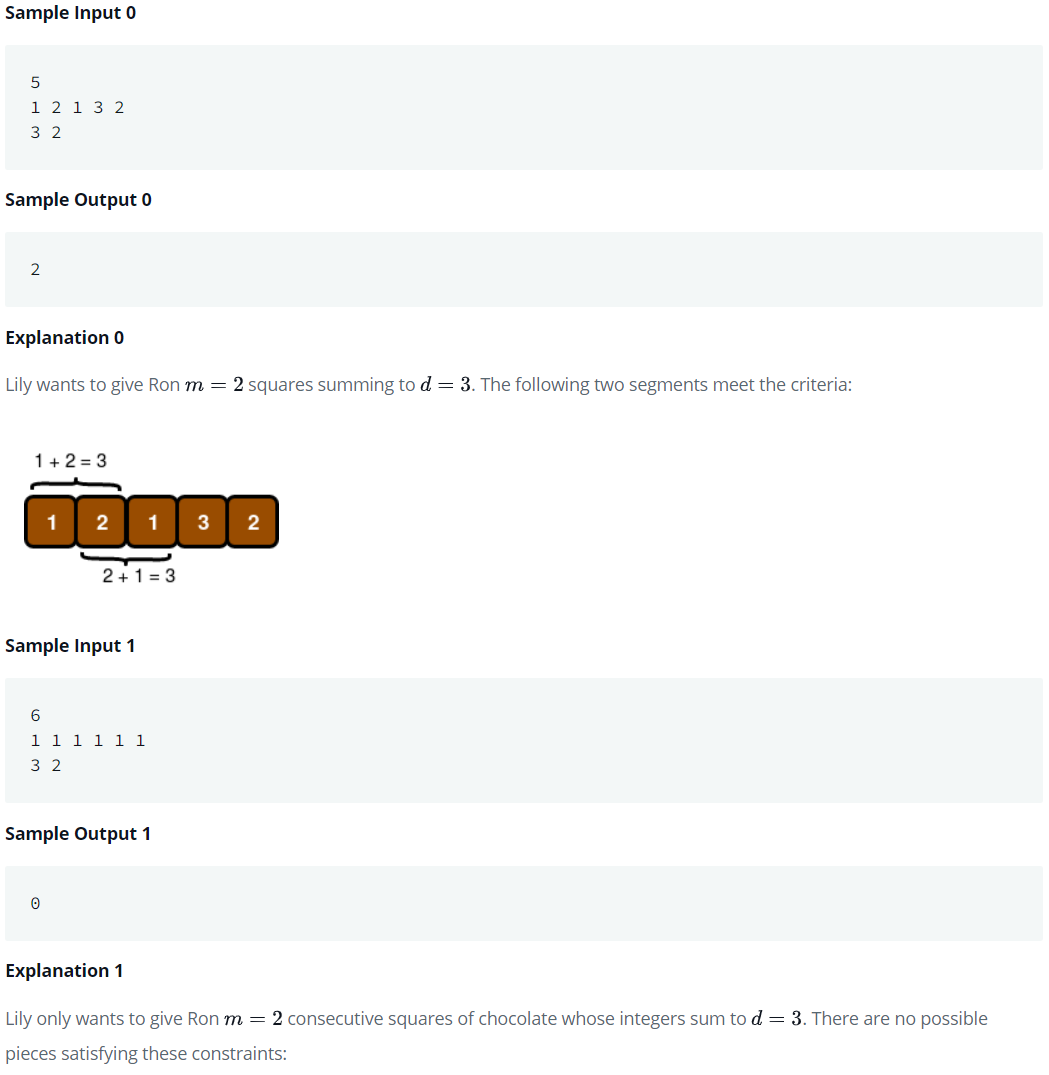 Sample Input 0
5
1 2 1 3 2
3 2
Sample Output 0
2
Explanation 0
Lily wants to give Ron m = 2 squares summing to d = 3. The following two segments meet the criteria:
1 + 2 = 3
1 2 1 3 2
2 + 1 = 3
Sample Input 1
6
1 1 1 1 1 1
3 2
Sample Output 1
0
Explanation 1
Lily only wants to give Ron m = 2 consecutive squares of chocolate whose integers sum to d = 3. There are no possible
pieces satisfying these constraints: